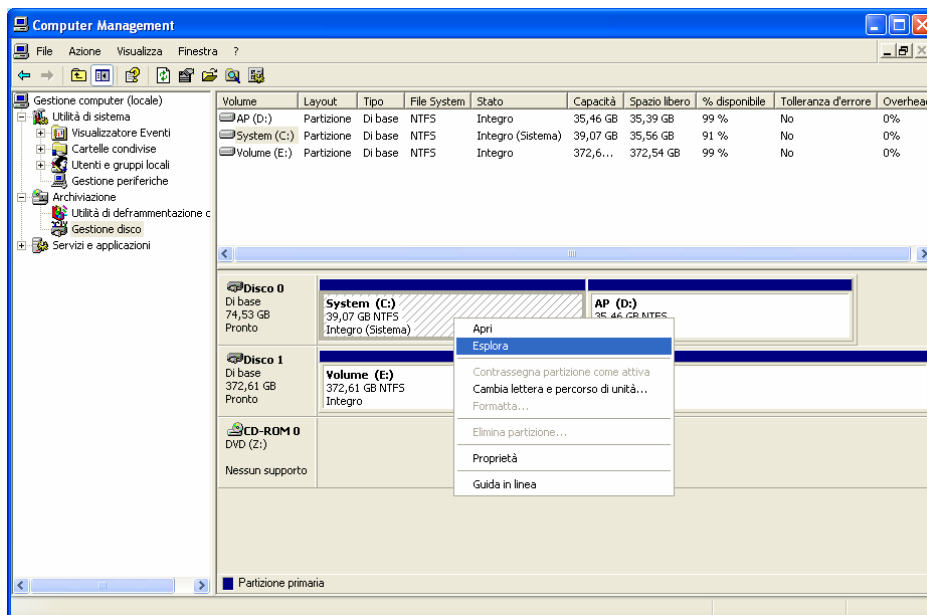 Computer Management
File Azione Visualizza Finestra ?
Gestione computer (locale)
Utilità di sistema
Visualizzatore Eventi
Cartelle condivise
Utenti e gruppi locali
Gestione periferiche
Archiviazione
Utilità di deframmentazione
Gestione disco
Servizi e applicazioni
Volume Layout Tipo File System Stato Capacità Spazio libero % disponibile Tolleranza d'errore Overhea
AP (D:) Partizione Di base NTFS Integro 35,46 GB 35,39 GB 99 % No 0%
System (C:) Partizione Di base NTFS Integro (Sistema) 39,07 GB 35,56 GB 91 % No 0%
Volume (E:) Partizione Di base NTFS Integro 372,6... 372,54 GB 99 % No 0%
Disco 0
Di base
74,53 GB
Pronto
System (C:)
39,07 GB NTFS
Integro (Sistema)
AP (D:)
35,46 GB NTFS
Disco 1
Di base
372,61 GB
Pronto
Volume (E:)
372,61 GB NTFS
Integro
CD-ROM 0
DVD (Z:)
Nessun supporto
Apri
Esplora
Contrassegna partizione come attiva
Cambia lettera e percorso di unità...
Formatta...
Elimina partizione...
Proprietà
Guida in linea
Partizione primaria